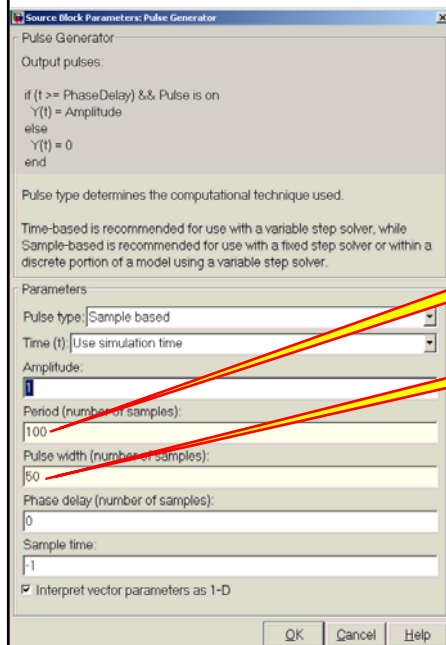 Source Block Parameters: Pulse Generator
Pulse Generator
Output pulses:
if (t >= PhaseDelay) && Pulse is on
Y(t) = Amplitude
else
Y(t) = 0
end
Pulse type determines the computational technique used.
Time-based is recommended for use with a variable step solver, while
Sample-based is recommended for use with a fixed step solver or within a
discrete portion of a model using a variable step solver.
Parameters
Pulse type: Sample based
Time (t): Use simulation time
Amplitude:
1
Period (number of samples):
100
Pulse width (number of samples):
50
Phase delay (number of samples):
0
Sample time:
-1
Interpret vector parameters as 1-D
OK Cancel Help